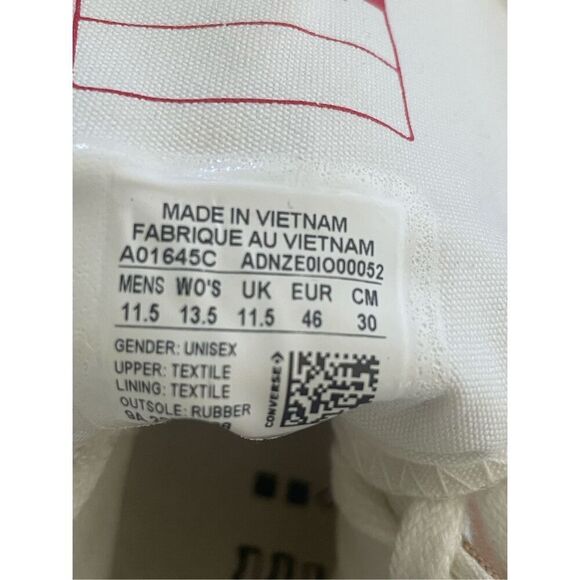 MADE IN VIETNAM
FABRIQUE AU VIETNAM
A01645C ADNZE0IO00052
MENS WO'S UK EUR CM
11.5 13.5 11.5 46 30
GENDER: UNISEX
UPPER: TEXTILE
LINING: TEXTILE
OUTSOLE: RUBBER
CONVERSE